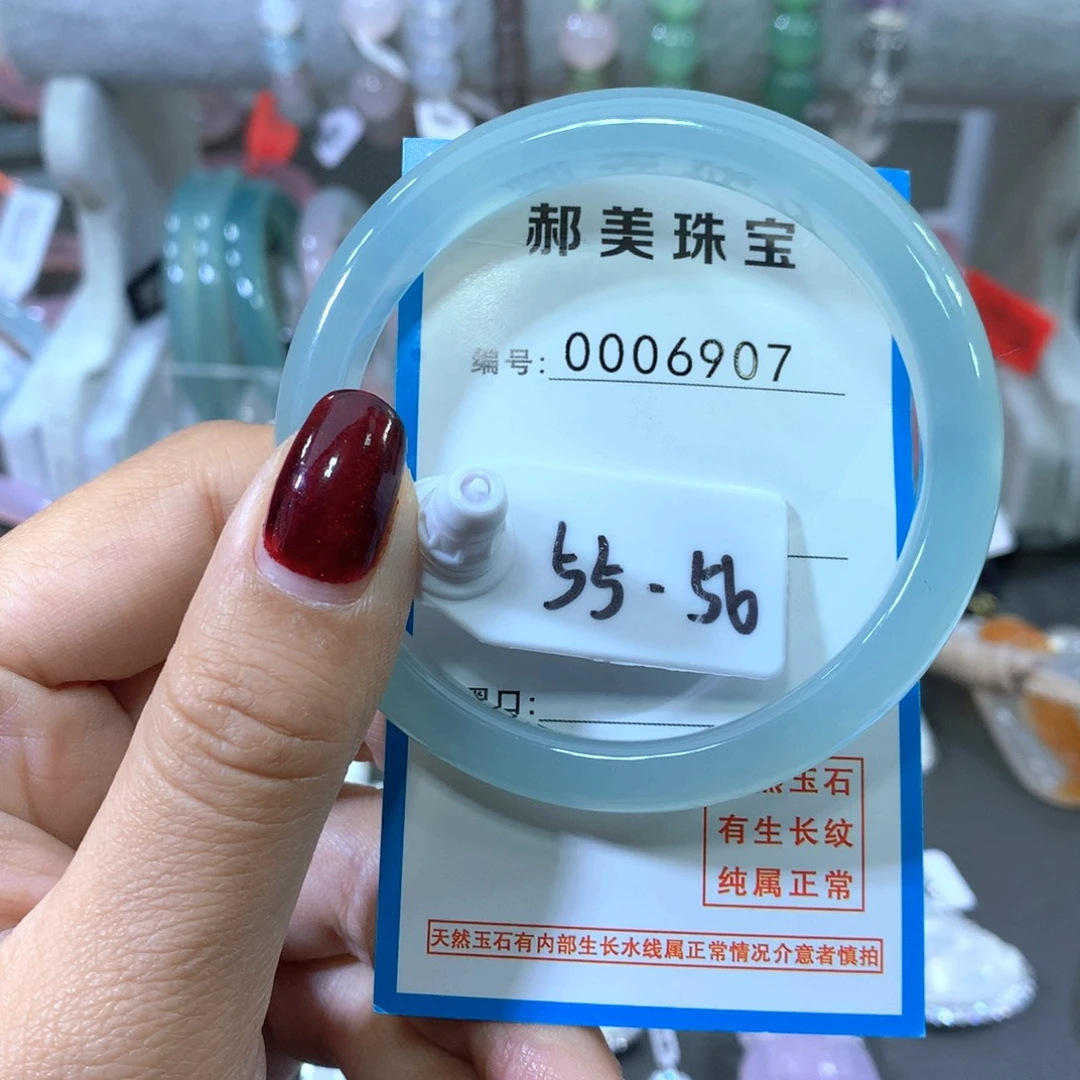 郝美珠宝
编号: 0006907
55-56
玉石
有生长纹
纯属正常
天然玉石有内部生长水线属正常情况介意者慎拍